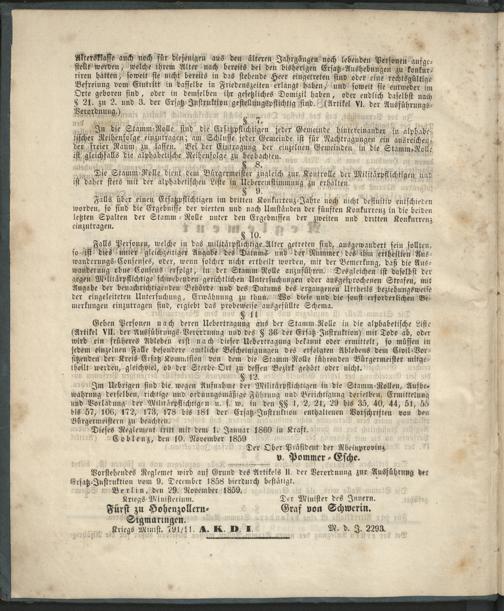 Altersklasse auch noch für diejenigen aus den älteren Jahrgängen noch lebenden Personen aufge-
stellt werden, welche ihrem Alter nach bereits bei den bisherigen Ersatz-Aushebungen zu konkur-
riren hatten, soweit sie nicht bereits in das stehende Heer eingetreten sind oder eine rechtsgültige
Befreiung vom Eintritt in dasselbe in Friedenszeiten erlangt haben, und soweit sie entweder im
Orte geboren sind, oder in demselben ihr gesetzliches Domizil haben, oder endlich daselbst nach
§ 21. zu 2. und 3. der Ersatz-Instruktion gestellungspflichtig sind. (Artikel VI. der Ausführungs-
Verordnung.)
§ 7.
In die Stamm-Rolle sind die Ersatzpflichtigen jeder Gemeinde hintereinander in alphabe-
tischer Reihenfolge einzutragen; am Schlusse jeder Gemeinde ist für Nachtragungen ein ausreichen-
der freier Raum zu lassen. Bei der Eintragung der einzelnen Gemeinden in die Stamm-Rolle
ist gleichfalls die alphabetische Reihenfolge zu beobachten.
§ 8.
Die Stamm-Rolle dient dem Bürgermeister zugleich zur Kontrolle der Militärpflichtigen und
ist daher stets mit der alphabetischen Liste in Uebereinstimmung zu erhalten.
§ 9.
Falls über einen Ersatzpflichtigen im dritten Konkurrenz-Jahre noch nicht definitiv entschieden
worden, so sind die Ergebnisse der vierten und nach Umständen der fünften Konkurrenz in die beiden
letzten Spalten der Stamm-Rolle unter den Ergebnissen der zweiten und dritten Konkurrenz
einzutragen.
§ 10.
Falls Personen, welche in das militärpflichtige Alter getreten sind, ausgewandert sein sollten,
so ist dies unter gleichzeitiger Angabe des Datums und der Nummer des ihm ertheilten Aus-
wanderungs-Consenses, oder, wenn solcher nicht ertheilt worden, mit der Bemerkung, daß die Aus-
wanderung ohne Consens erfolgt, in der Stamm-Rolle anzuführen. Desgleichen ist daselbst der
gegen Militärpflichtige schwebenden gerichtlichen Untersuchungen oder ausgesprochenen Strafen, mit
Angabe der benachrichtigenden Behörden und des Datums des ergangenen Urtheils beziehungsweise
der eingeleiteten Untersuchung, Erwähnung zu thun. Wo diese und die sonst erforderlichen Be-
merkungen einzutragen sind, ergiebt das probeweise ausgefüllte Schema.
§ 11
Gehen Personen nach deren Uebertragung aus der Stamm-Rolle in die alphabetische Liste
(Artikel VII. der Ausführungs-Verordnung und des § 36 der Ersatz-Instruktion) mit Tod ab, oder
wird ein früheres Ableben erst nach dieser Uebertragung bekannt oder ermittelt, so müssen in
jedem einzelnen Falle besondere amtliche Bescheinigungen des erfolgten Ablebens dem Civil-Vor-
sitzenden der Kreis-Ersatz-Kommission von dem die Stamm-Rolle führenden Bürgermeister mitge-
theilt werden, gleichviel, ob der Sterbe-Ort zu dessen Bezirk gehört oder nicht.
§ 12.
Im Uebrigen sind die wegen Aufnahme der Militärpflichtigen in die Stamm-Rollen, Aufbe-
wahrung derselben, richtige und ordnungsmäßige Führung und Berichtigung derselben, Ermittelung
und Vorladung der Militärpflichtigen u. s. w. in den §§ 1, 2, 21, 29 bis 35, 40, 44, 51, 55
bis 57, 106, 172, 173, 178 bis 181 der Ersatz-Instruktion enthaltenen Vorschriften von den
Bürgermeistern zu beachten.
Dieses Reglement tritt mit dem 1. Januar 1860 in Kraft.
Coblenz, den 10. November 1859
Der Ober-Präsident der Rheinprovinz
v. Pommer-Esche.
Vorstehendes Reglement wird auf Grund des Artikels II. der Verordnung zur Ausführung der
Ersatz-Instruktion vom 9. December 1858 hierdurch bestätigt.
Berlin, den 29. November 1859.
Kriegs-Ministerium. Der Minister des Innern.
Fürst zu Hohenzollern- Graf von Schwerin.
Sigmaringen.
Kriegs-Minist. 791/11. A. K. D. I. M. d. J. 2293.